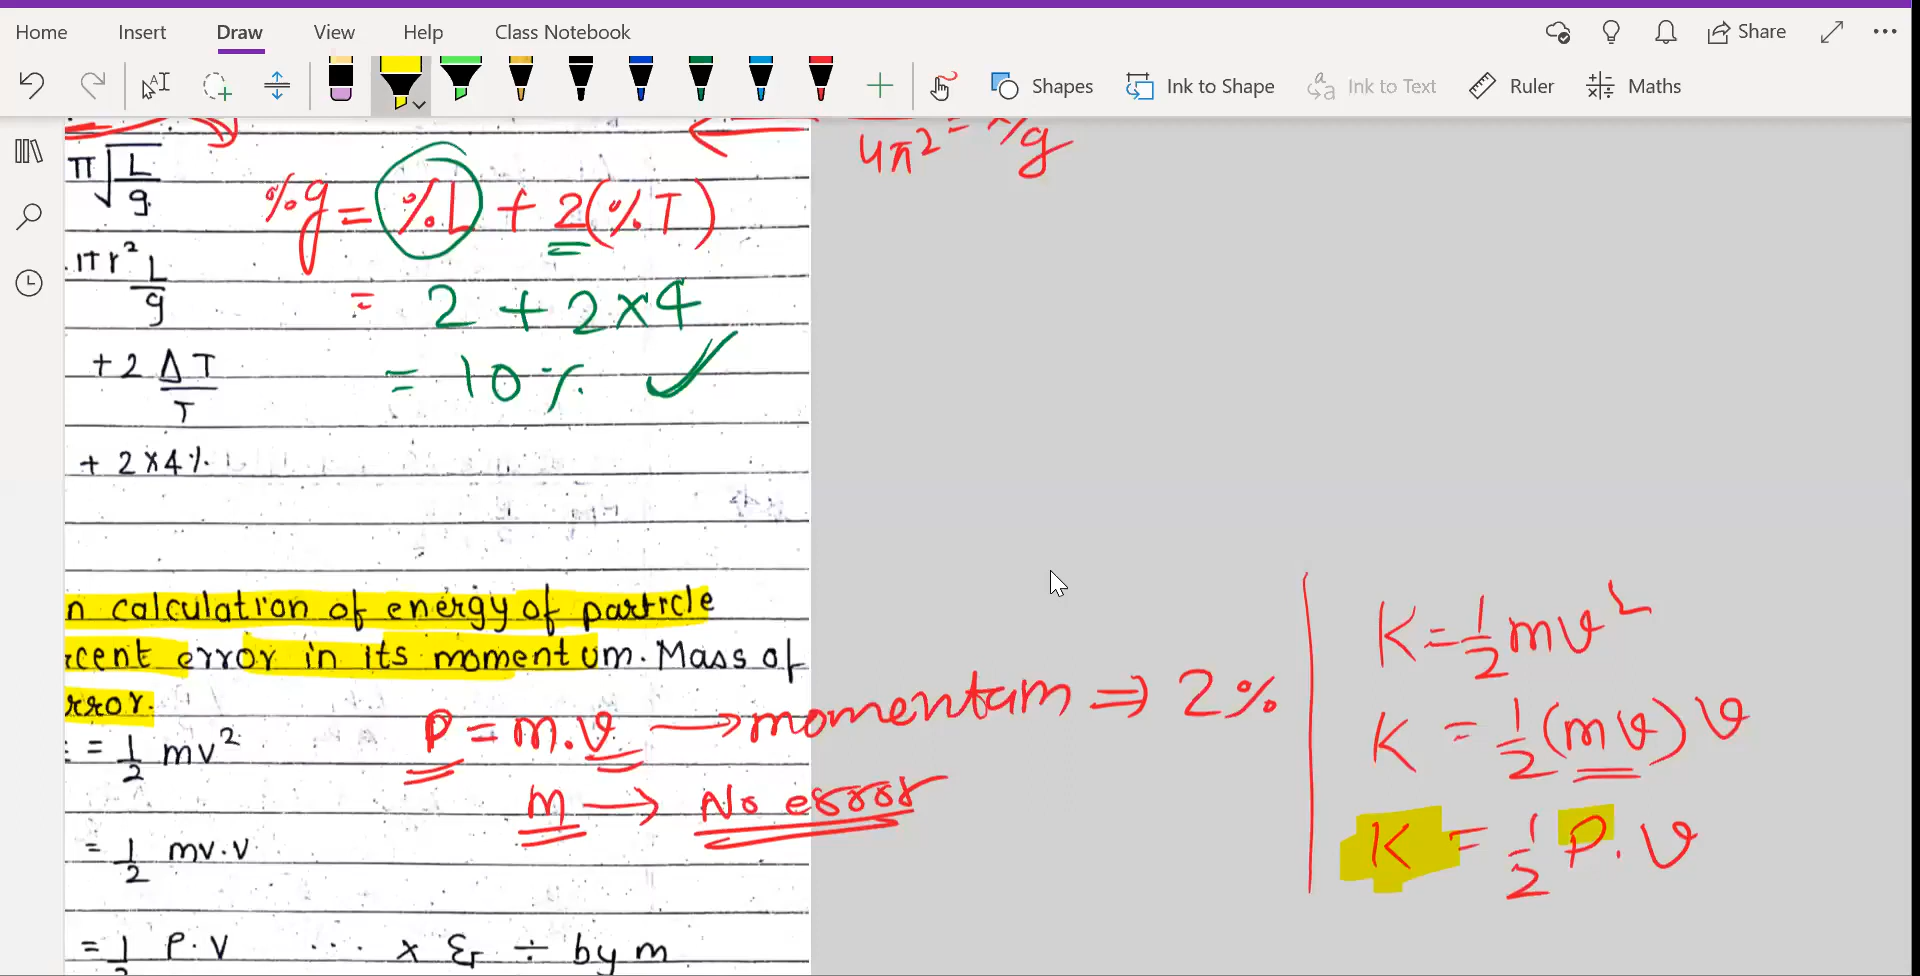 Home Insert Draw View Help Class Notebook Share
Shapes Ink to Shape Ink to Text Ruler Maths
π√L/g
%g = %L + 2(%T)
4π² = /g
.4π r² L/g
= 2 + 2×4
+ 2 ΔT/T
= 10%
+ 2×4%
n calculation of energy of particle
rcent error in its momentum. Mass of
rror.
= 1/2 mv²
P = m.v → momentum ⇒ 2%
m → No error
= 1/2 mv.v
= 1/2 P.V ... × & ÷ by m
K = 1/2 mv²
K = 1/2 (mv) v
K = 1/2 P.v